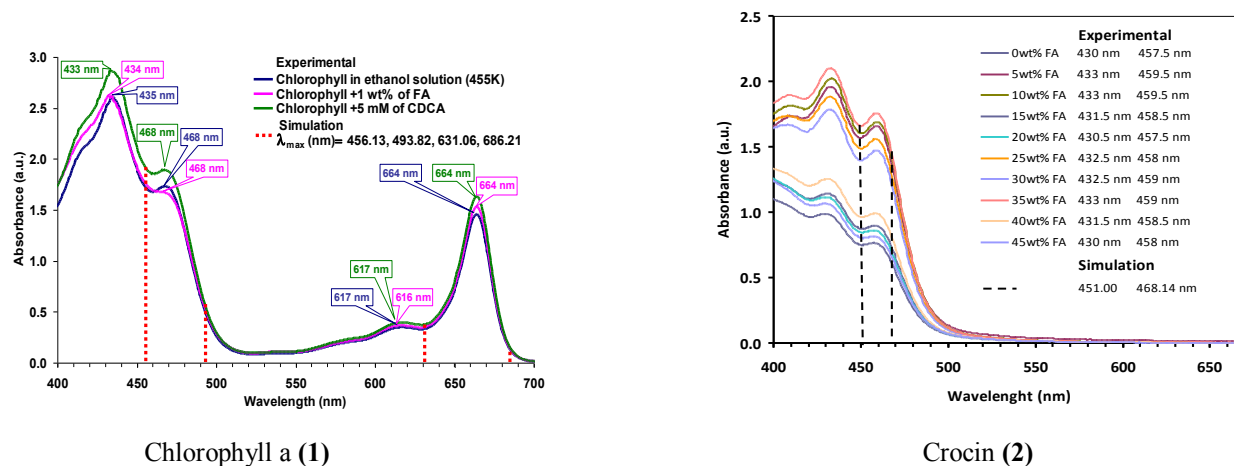 Experimental
Chlorophyll in ethanol solution (455K)
Chlorophyll +1 wt% of FA
Chlorophyll +5 mM of CDCA
Simulation
λmax (nm)= 456.13, 493.82, 631.06, 686.21
433 nm
434 nm
435 nm
468 nm
468 nm
468 nm
664 nm
664 nm
664 nm
617 nm
617 nm
616 nm
Absorbance (a.u.)
3.0
2.5
2.0
1.5
1.0
0.5
0.0
400 450 500 550 600 650 700
Wavelength (nm)
Chlorophyll a (1)
Experimental
0wt% FA 430 nm 457.5 nm
5wt% FA 433 nm 459.5 nm
10wt% FA 433 nm 459.5 nm
15wt% FA 431.5 nm 458.5 nm
20wt% FA 430.5 nm 457.5 nm
25wt% FA 432.5 nm 458 nm
30wt% FA 432.5 nm 459 nm
35wt% FA 433 nm 459 nm
40wt% FA 431.5 nm 458.5 nm
45wt% FA 430 nm 458 nm
Simulation
451.00 468.14 nm
Absorbance (a.u.)
2.5
2.0
1.5
1.0
0.5
0.0
400 450 500 550 600 650
Wavelenght (nm)
Crocin (2)